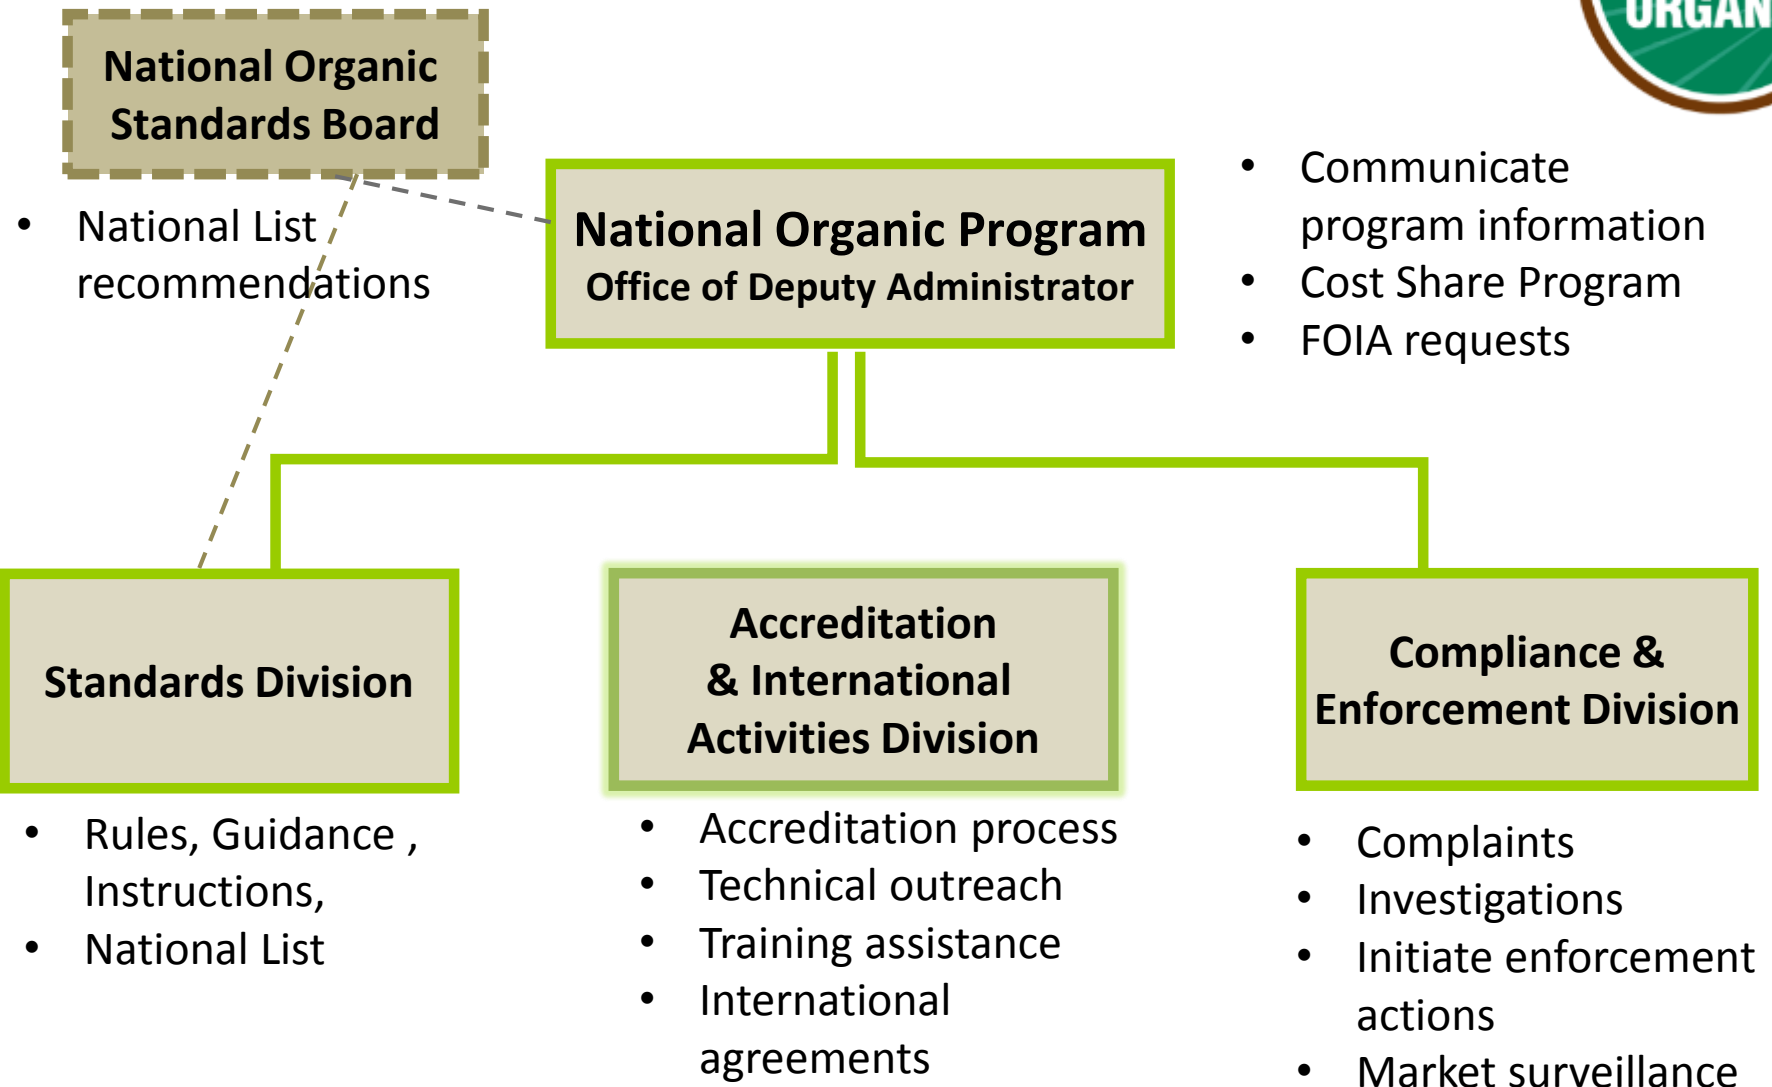 ORGAN
National Organic
Standards Board
• National List
recommendations
National Organic Program
Office of Deputy Administrator
• Communicate
program information
• Cost Share Program
• FOIA requests
Standards Division
• Rules, Guidance ,
Instructions,
• National List
Accreditation
& International
Activities Division
• Accreditation process
• Technical outreach
• Training assistance
• International
agreements
Compliance &
Enforcement Division
• Complaints
• Investigations
• Initiate enforcement
actions
• Market surveillance